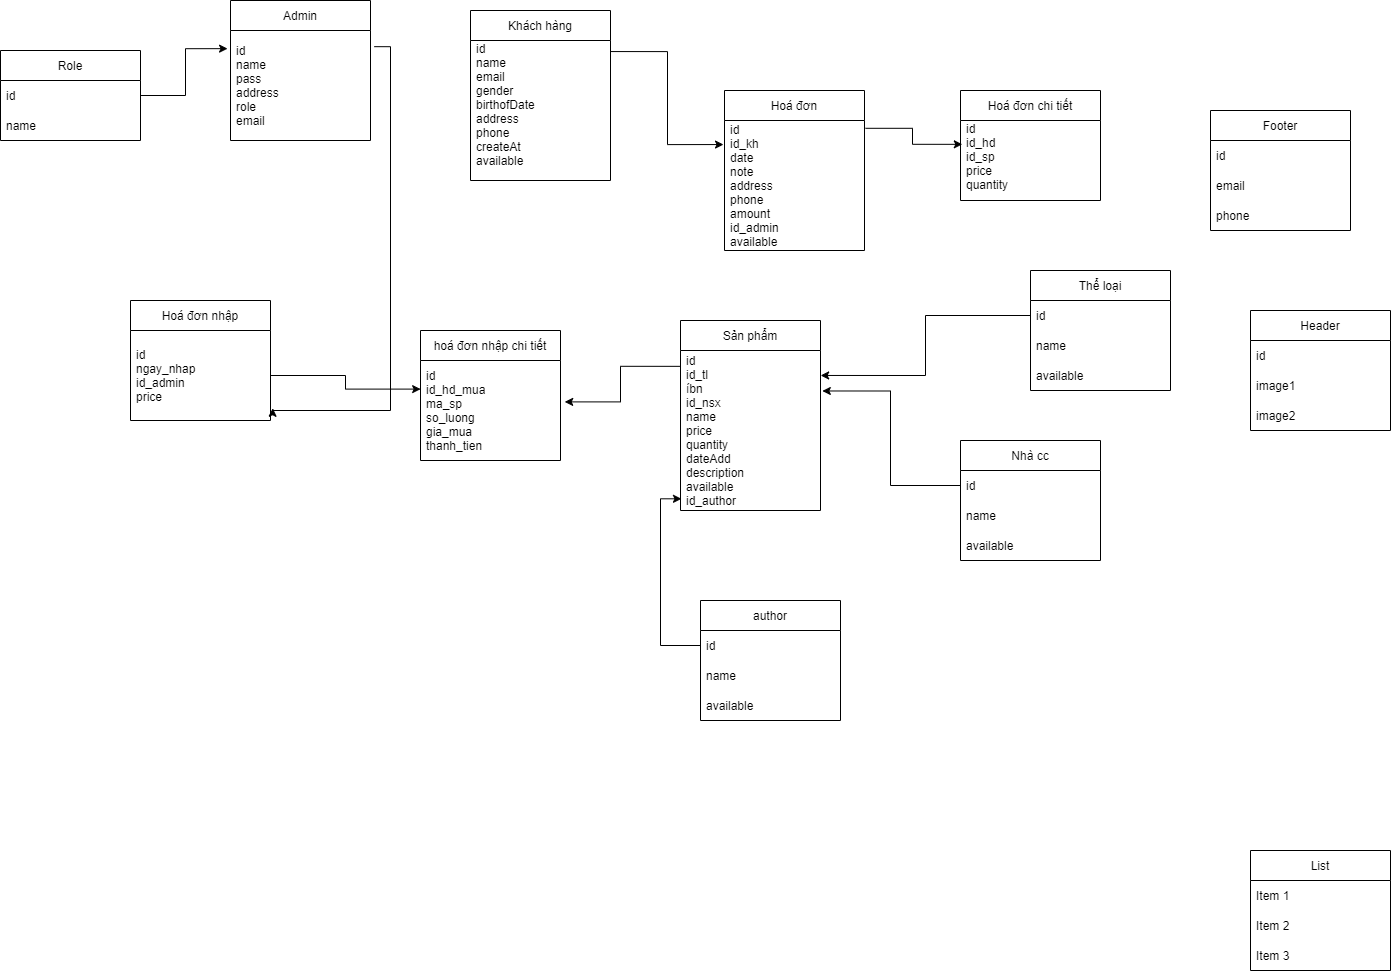 Role
id
name
Admin
id
name
pass
address
role
email
Khách hàng
id
name
email
gender
birthofDate
address
phone
createAt
available
Hoá đơn
id
id_kh
date
note
address
phone
amount
id_admin
available
Hoá đơn chi tiết
id
id_hd
id_sp
price
quantity
Footer
id
email
phone
Hoá đơn nhập
id
ngay_nhap
id_admin
price
hoá đơn nhập chi tiết
id
id_hd_mua
ma_sp
so_luong
gia_mua
thanh_tien
Sản phẩm
id
id_tl
íbn
id_nsx
name
price
quantity
dateAdd
description
available
id_author
Thể loại
id
name
available
Header
id
image1
image2
Nhà cc
id
name
available
author
id
name
available
List
Item 1
Item 2
Item 3